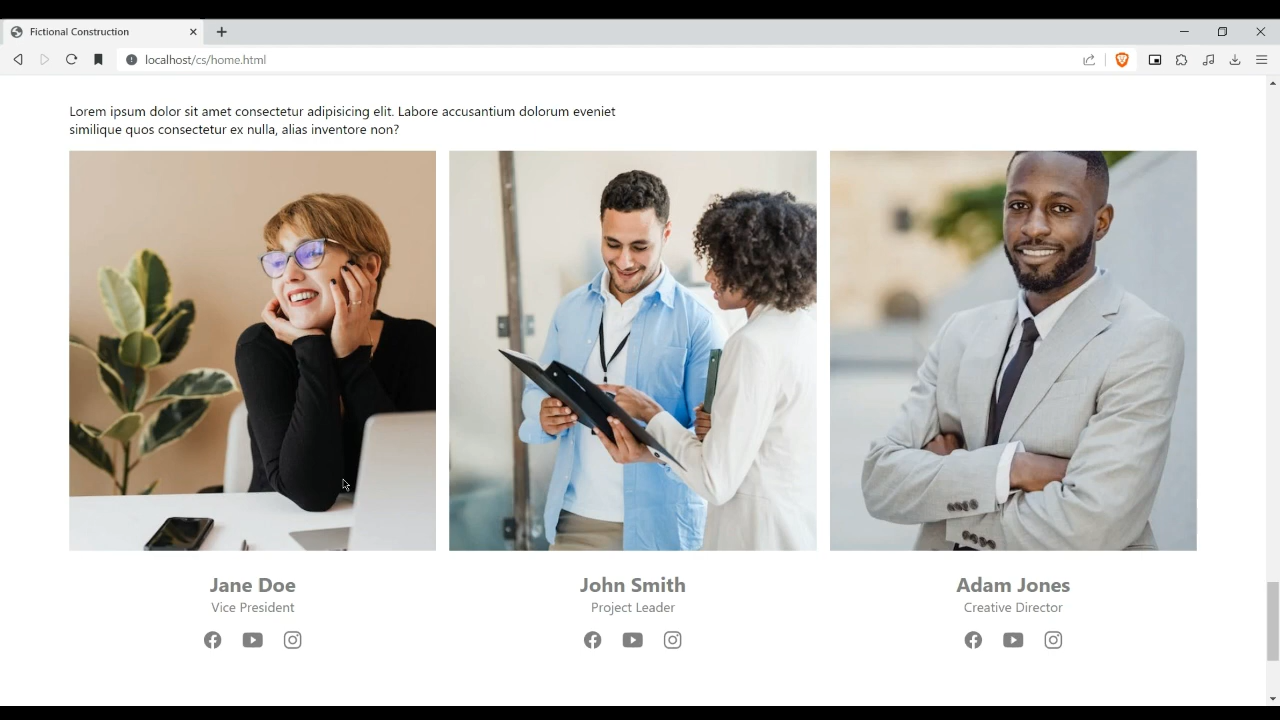 Fictional Construction
localhost/cs/home.html
Lorem ipsum dolor sit amet consectetur adipisicing elit. Labore accusantium dolorum eveniet
similique quos consectetur ex nulla, alias inventore non?
Jane Doe
Vice President
John Smith
Project Leader
Adam Jones
Creative Director